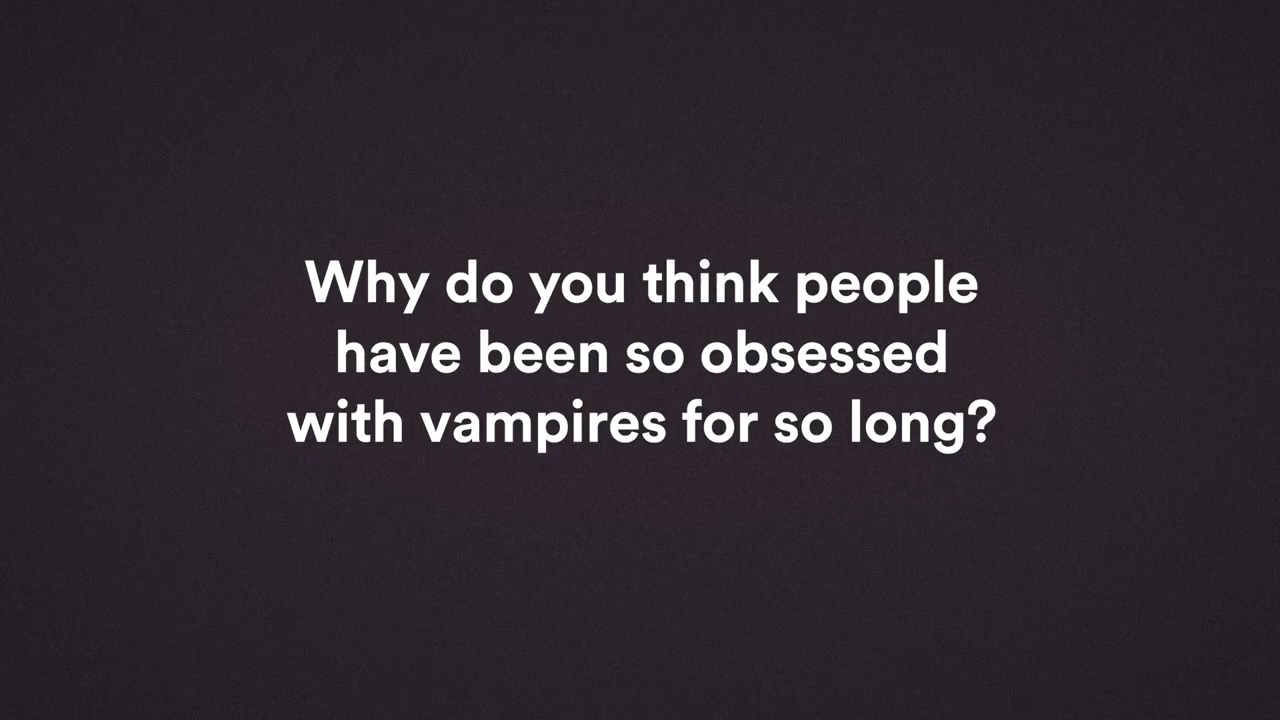 Why do you think people
have been so obsessed
with vampires for so long?